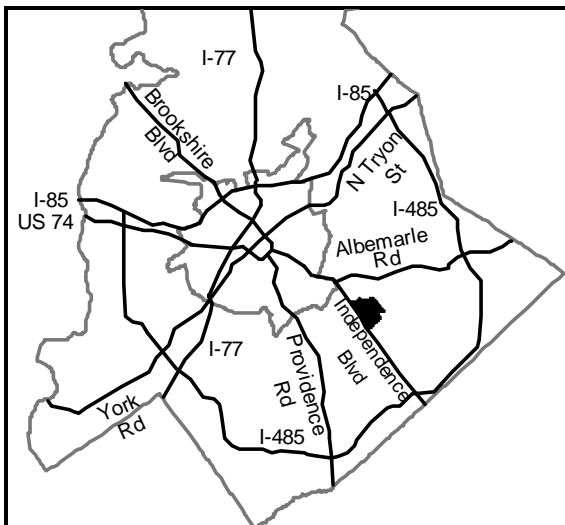 I-77
I-85
Brookshire
Blvd
N Tryon
St
I-85
US 74
I-485
Albemarle
Rd
Independence
Blvd
I-77
Providence
Rd
York
Rd
I-485